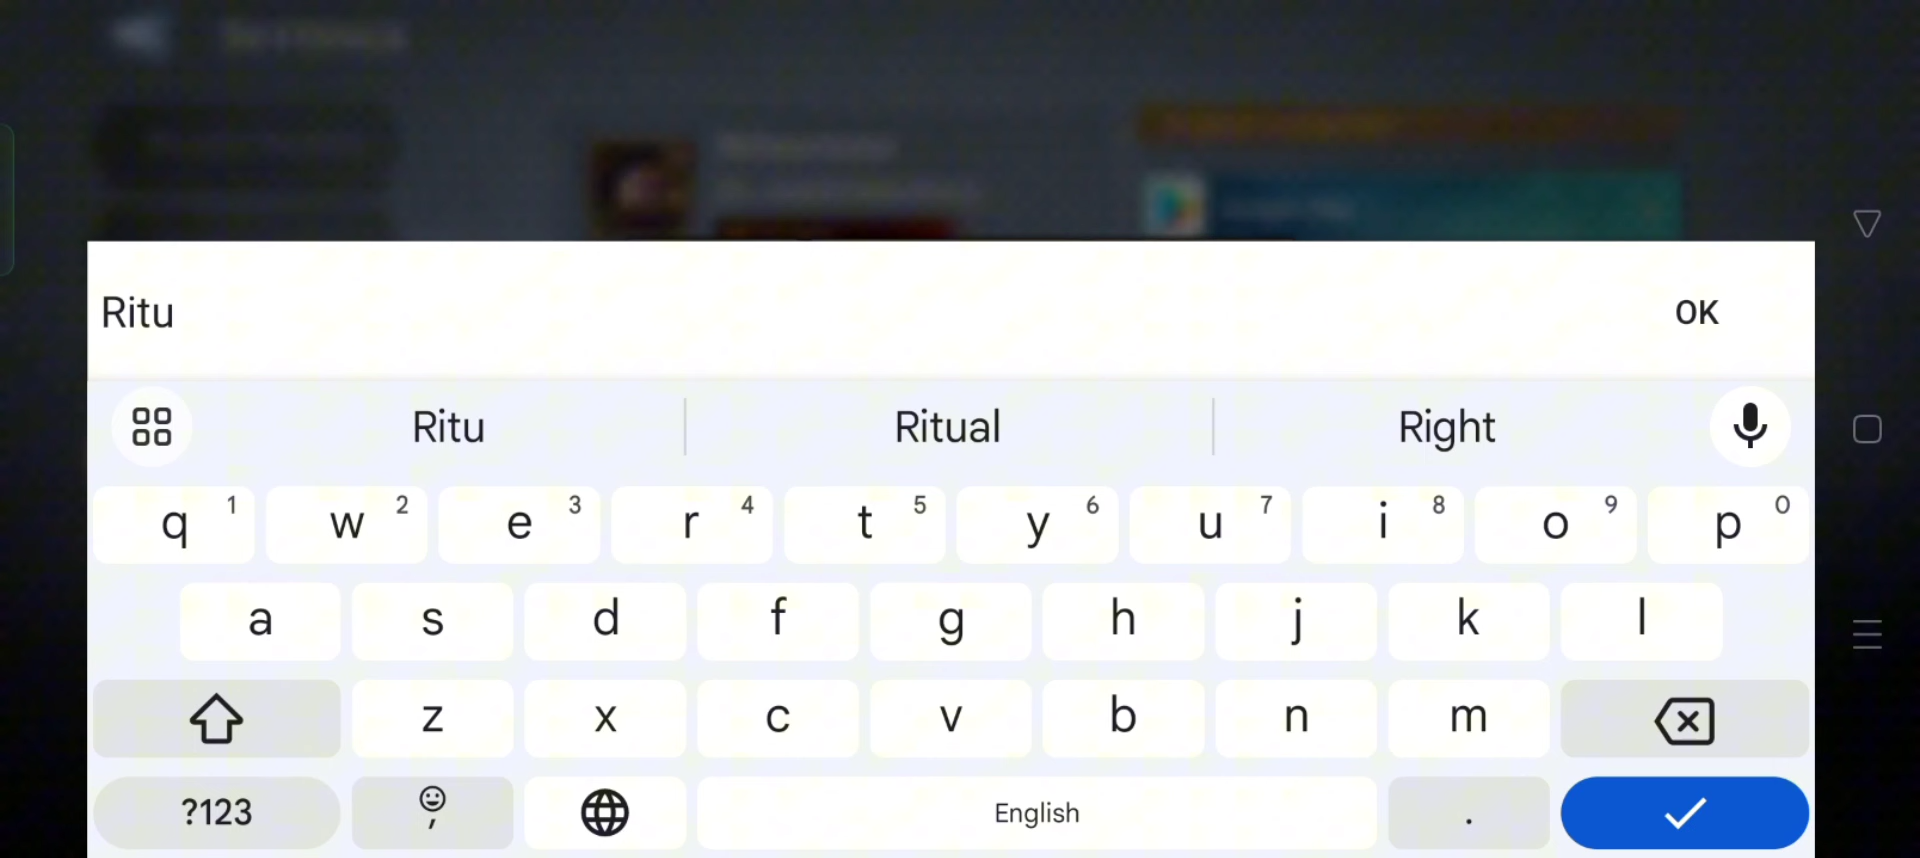 Ritu
OK
Ritu Ritual Right
q 1 w 2 e 3 r 4 t 5 y 6 u 7 i 8 o 9 p 0
a s d f g h j k l
z x c v b n m
?123 , English .